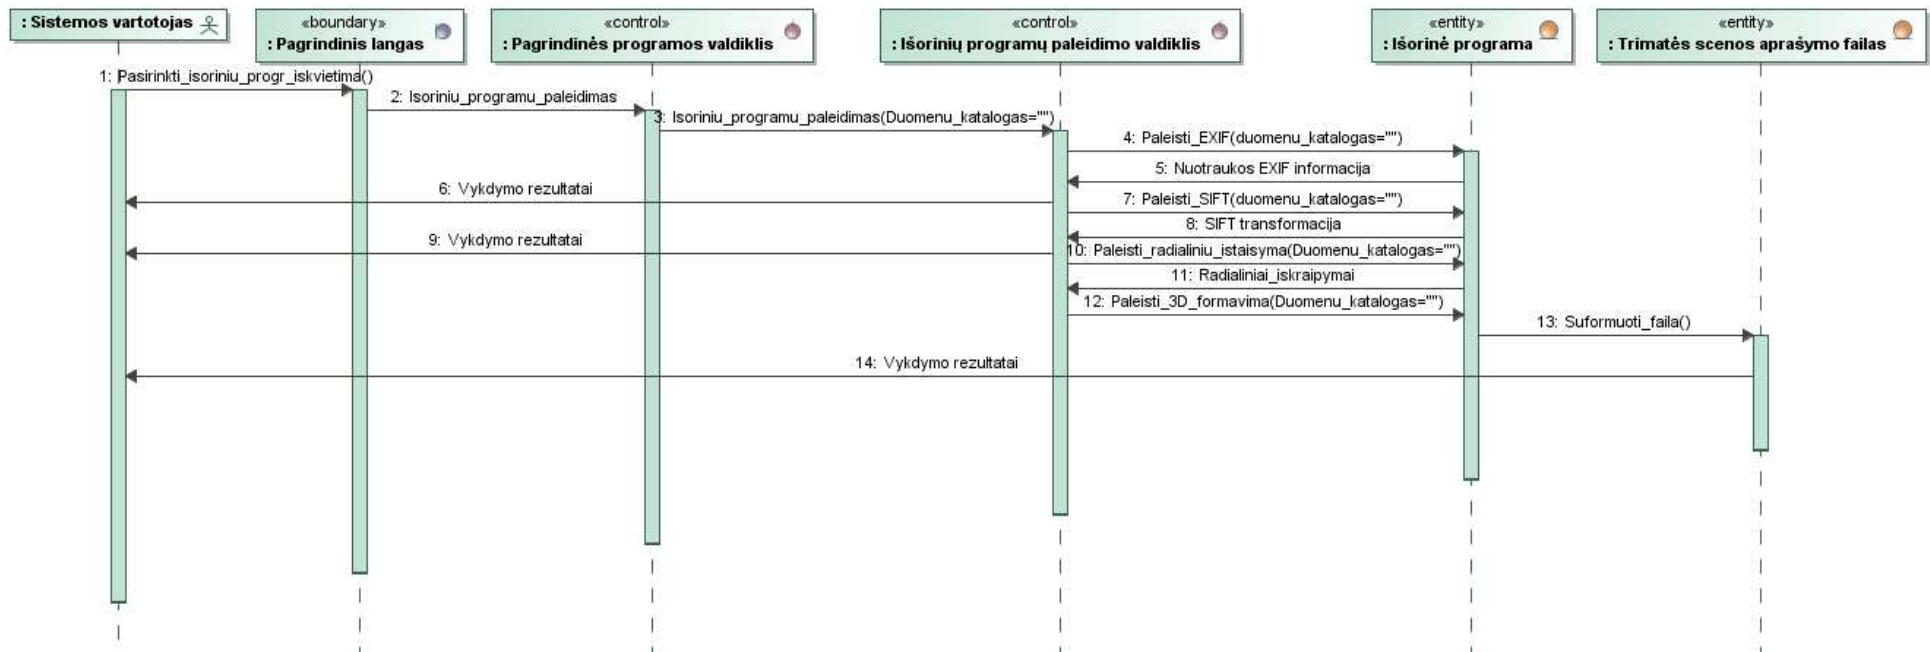 : Sistemos vartotojas
«boundary»
: Pagrindinis langas
«control»
: Pagrindinės programos valdiklis
«control»
: Išorinių programų paleidimo valdiklis
«entity»
: Išorinė programa
«entity»
: Trimatės scenos aprašymo failas
1: Pasirinkti_isoriniu_progr_iskvietima()
2: Isoriniu_programu_paleidimas
3: Isoriniu_programu_paleidimas(Duomenu_katalogas="")
4: Paleisti_EXIF(duomenu_katalogas="")
5: Nuotraukos EXIF informacija
6: Vykdymo rezultatai
7: Paleisti_SIFT(duomenu_katalogas="")
8: SIFT transformacija
9: Vykdymo rezultatai
10: Paleisti_radialiniu_istaisyma(Duomenu_katalogas="")
11: Radialiniai_iskraipymai
12: Paleisti_3D_formavima(Duomenu_katalogas="")
13: Suformuoti_faila()
14: Vykdymo rezultatai